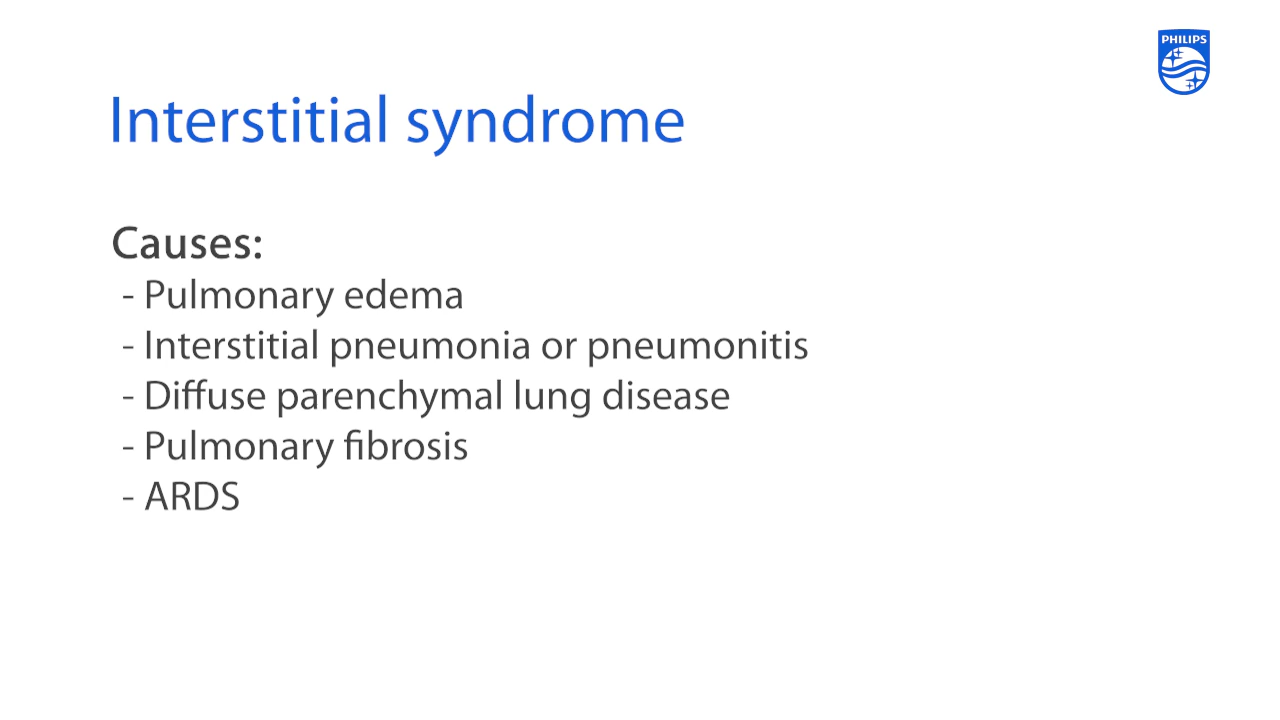 PHILIPS
Interstitial syndrome
Causes:
- Pulmonary edema
- Interstitial pneumonia or pneumonitis
- Diffuse parenchymal lung disease
- Pulmonary fibrosis
- ARDS